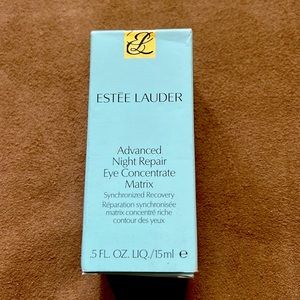 ESTĒE LAUDER
Advanced
Night Repair
Eye Concentrate
Matrix
Synchronized Recovery
Réparation synchronisée
matrix concentré riche
contour des yeux
.5 FL. OZ. LIQ./15ml e